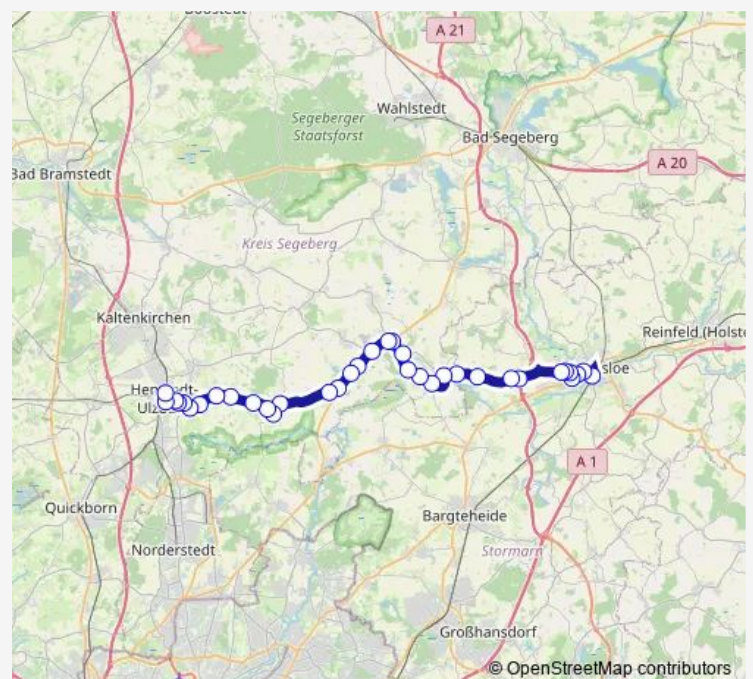 A 21
Wahlstedt
Segeberger
Staatsforst
Bad Segeberg
A 20
Bad Bramstedt
Kreis Segeberg
Kaltenkirchen
Reinfeld (Holste
sloe
A 1
Quickborn
Bargteheide
Norderstedt
Stormarn
Großhansdorf
© OpenStreetMap contributors